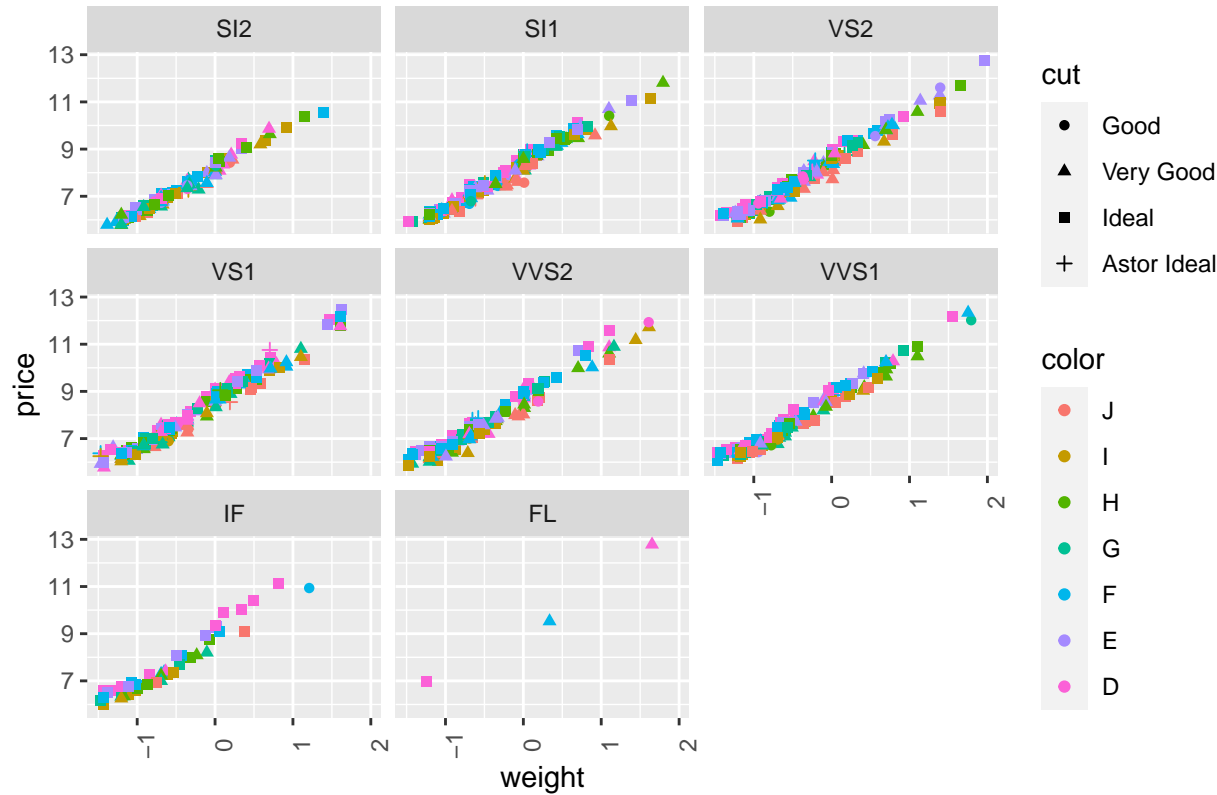 SI2
SI1
VS2
13
11
9
7
VS1
VVS2
VVS1
13
11
9
7
−1
0
1
2
IF
FL
13
11
9
7
−1
0
1
2
−1
0
1
2
weight
price
cut
Good
Very Good
Ideal
Astor Ideal
color
J
I
H
G
F
E
D